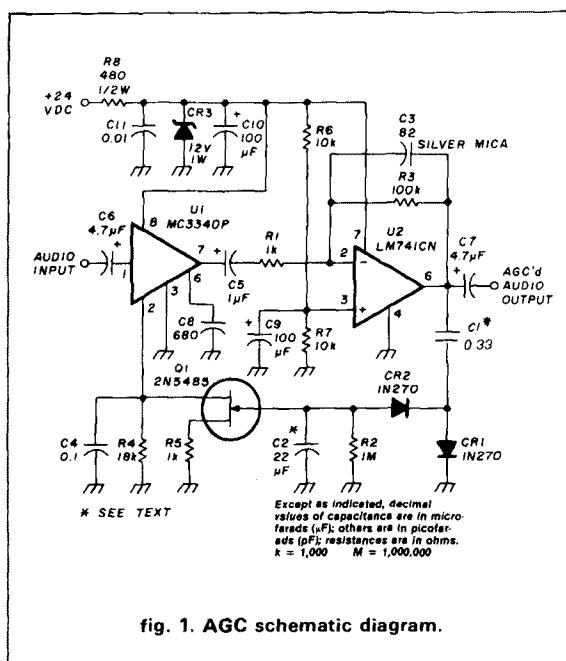 R8
480
1/2W
+24
VDC
C11
0.01
CR3
12V
1W
+
C10
100
µF
R6
10k
C3
82
SILVER MICA
R3
100k
U1
MC3340P
8
C6
4.7µF
+
AUDIO
INPUT
1
7
6
3
2
+
C5
1µF
R1
1k
U2
LM741CN
7
2
−
3
+
6
4
C7
4.7µF
+
AGC'd
AUDIO
OUTPUT
C8
680
+
C9
100
µF
R7
10k
C1*
0.33
Q1
2N5485
CR2
1N270
C4
0.1
R4
18k
R5
1k
*
C2
22
µF
R2
1M
CR1
1N270
* SEE TEXT
Except as indicated, decimal
values of capacitance are in micro-
farads (µF); others are in picofar-
ads (pF); resistances are in ohms.
k = 1,000 M = 1,000,000
fig. 1. AGC schematic diagram.